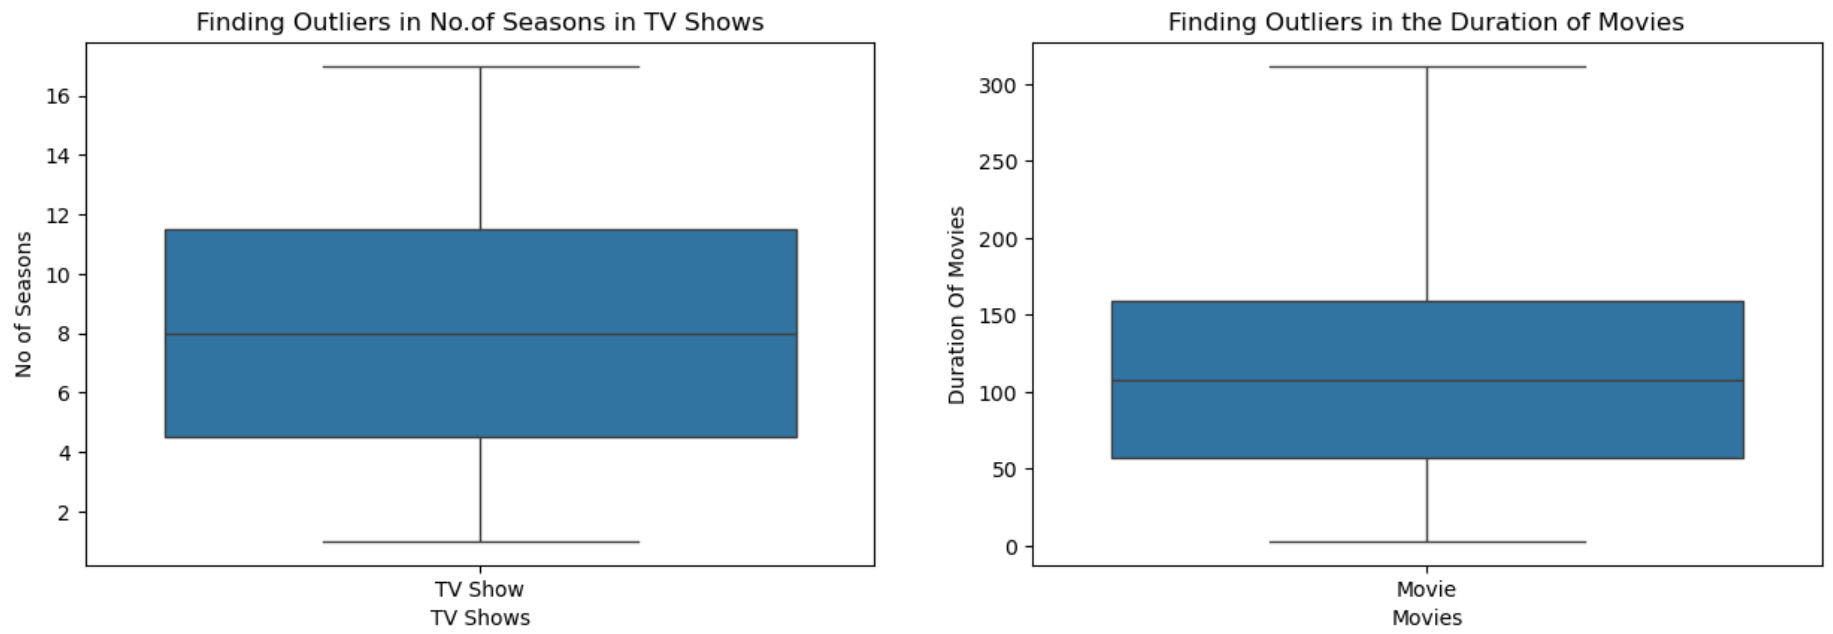 Finding Outliers in No.of Seasons in TV Shows
No of Seasons
16
14
12
10
8
6
4
2
TV Show
TV Shows
Finding Outliers in the Duration of Movies
Duration Of Movies
300
250
200
150
100
50
0
Movie
Movies